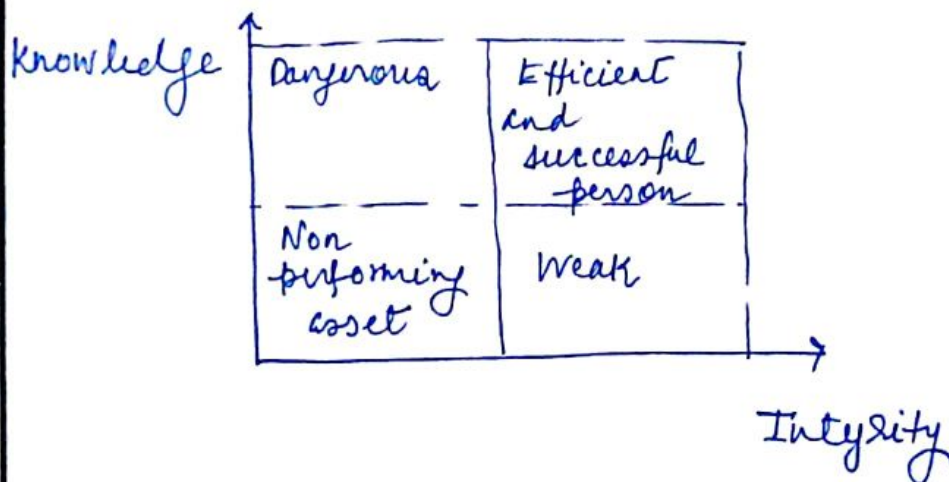 Knowledge
Dangerous
Efficient
and
successful
person
Non
performing
asset
Weak
Integrity